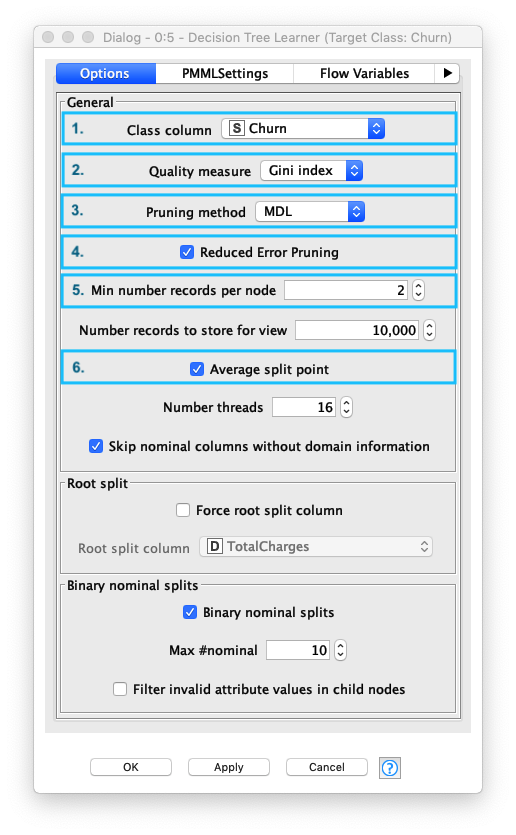 Dialog - 0:5 - Decision Tree Learner (Target Class: Churn)
Options PMMLSettings Flow Variables
General
1. Class column S Churn
2. Quality measure Gini index
3. Pruning method MDL
4. Reduced Error Pruning
5. Min number records per node 2
Number records to store for view 10,000
6. Average split point
Number threads 16
Skip nominal columns without domain information
Root split
Force root split column
Root split column D TotalCharges
Binary nominal splits
Binary nominal splits
Max #nominal 10
Filter invalid attribute values in child nodes
OK Apply Cancel ?